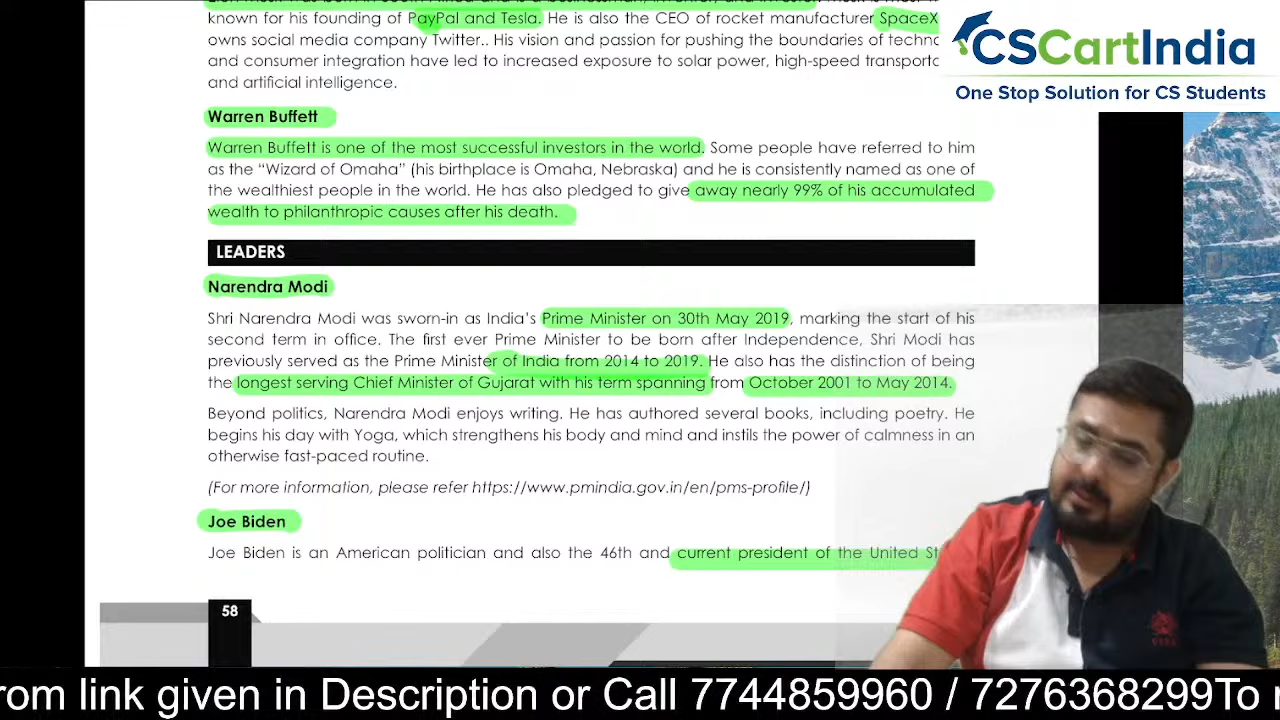 known for his founding of PayPal and Tesla. He is also the CEO of rocket manufacturer SpaceX
owns social media company Twitter.. His vision and passion for pushing the boundaries of techno
and consumer integration have led to increased exposure to solar power, high-speed transporta
and artificial intelligence.
CSCartIndia
One Stop Solution for CS Students
Warren Buffett
Warren Buffett is one of the most successful investors in the world. Some people have referred to him
as the “Wizard of Omaha” (his birthplace is Omaha, Nebraska) and he is consistently named as one of
the wealthiest people in the world. He has also pledged to give away nearly 99% of his accumulated
wealth to philanthropic causes after his death.
LEADERS
Narendra Modi
Shri Narendra Modi was sworn-in as India’s Prime Minister on 30th May 2019, marking the start of his
second term in office. The first ever Prime Minister to be born after Independence, Shri Modi has
previously served as the Prime Minister of India from 2014 to 2019. He also has the distinction of being
the longest serving Chief Minister of Gujarat with his term spanning from October 2001 to May 2014.
Beyond politics, Narendra Modi enjoys writing. He has authored several books, including poetry. He
begins his day with Yoga, which strengthens his body and mind and instils the power of calmness in an
otherwise fast-paced routine.
(For more information, please refer https://www.pmindia.gov.in/en/pms-profile/)
Joe Biden
Joe Biden is an American politician and also the 46th and current president of the United St
58
rom link given in Description or Call 7744859960 / 7276368299To